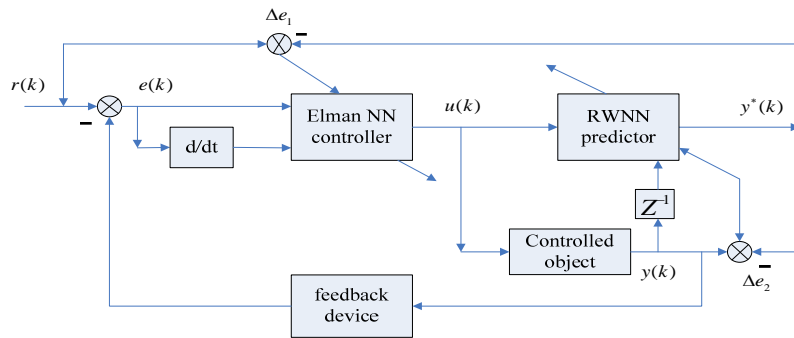 Δe₁
r(k)
e(k)
Elman NN
controller
u(k)
RWNN
predictor
y*(k)
d/dt
Z⁻¹
Controlled
object
y(k)
Δe₂
feedback
device